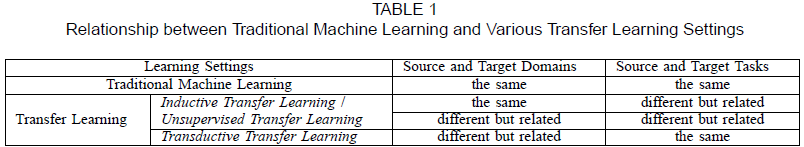 TABLE 1
Relationship between Traditional Machine Learning and Various Transfer Learning Settings
Learning Settings Source and Target Domains Source and Target Tasks
Traditional Machine Learning the same the same
Inductive Transfer Learning / the same different but related
Transfer Learning Unsupervised Transfer Learning different but related different but related
Transductive Transfer Learning different but related the same